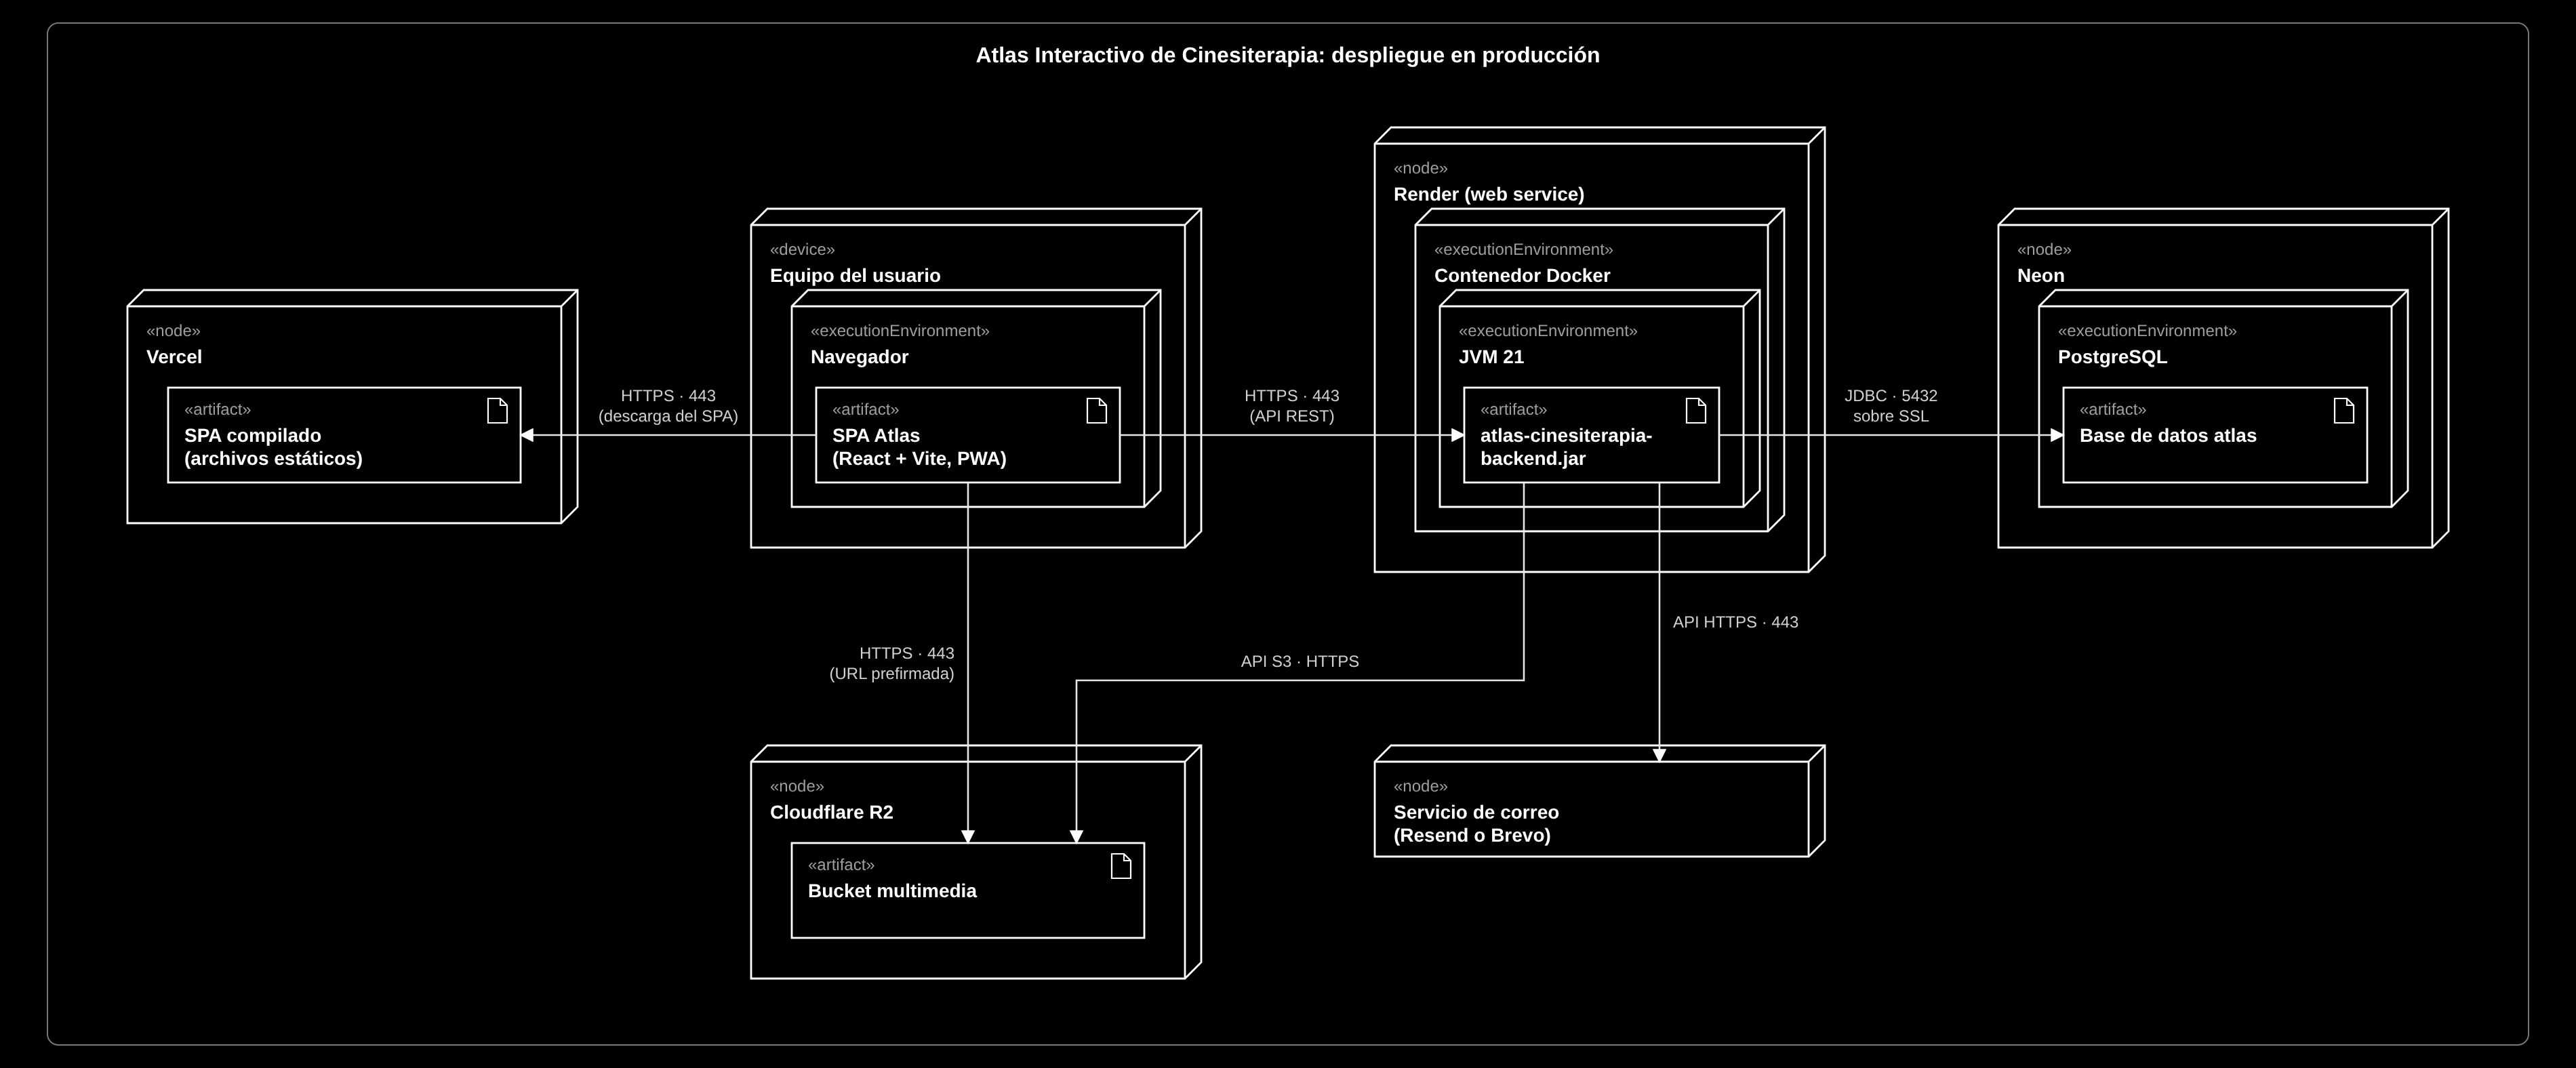 Atlas Interactivo de Cinesiterapia: despliegue en producción
«node»
Vercel
«artifact»
SPA compilado
(archivos estáticos)
HTTPS · 443
(descarga del SPA)
«device»
Equipo del usuario
«executionEnvironment»
Navegador
«artifact»
SPA Atlas
(React + Vite, PWA)
HTTPS · 443
(API REST)
«node»
Render (web service)
«executionEnvironment»
Contenedor Docker
«executionEnvironment»
JVM 21
«artifact»
atlas-cinesiterapia-
backend.jar
JDBC · 5432
sobre SSL
«node»
Neon
«executionEnvironment»
PostgreSQL
«artifact»
Base de datos atlas
HTTPS · 443
(URL prefirmada)
API S3 · HTTPS
API HTTPS · 443
«node»
Cloudflare R2
«artifact»
Bucket multimedia
«node»
Servicio de correo
(Resend o Brevo)